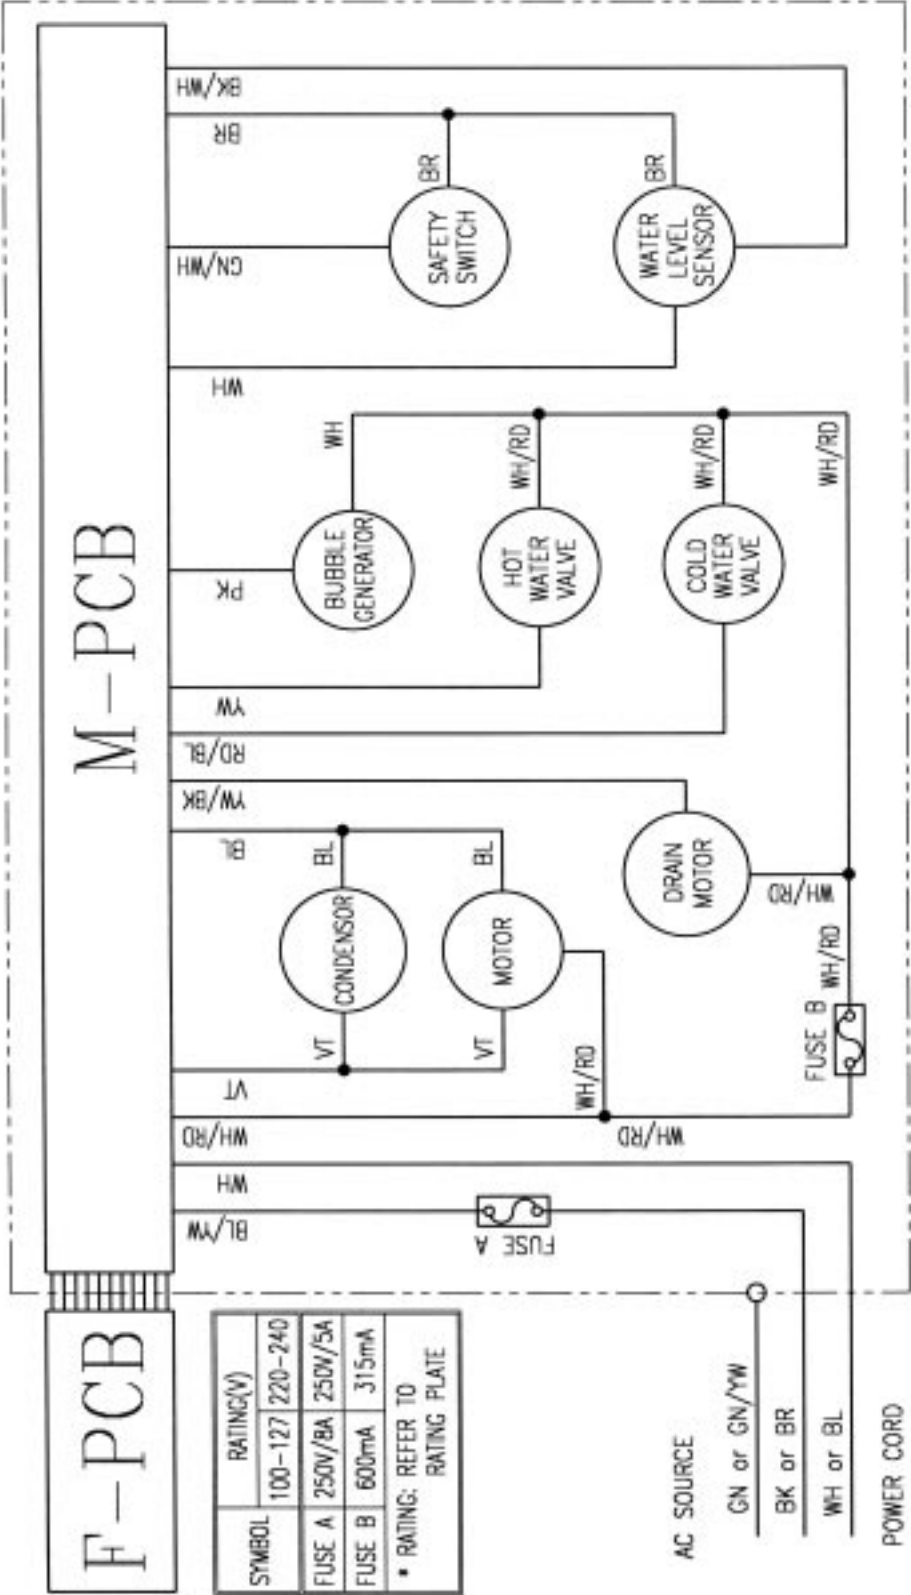 F-PCB
M-PCB
SYMBOL RATING(V)
100-127 220-240
FUSE A 250V/8A 250V/5A
FUSE B 600mA 315mA
* RATING: REFER TO
RATING PLATE
BL/YW
WH
WH/RD
VT
BL
YW/BK
RD/BL
YW
PK
WH
GN/WH
BR
BK/WH
VT
CONDENSOR
BL
VT
MOTOR
BL
WH/RD
WH/RD
FUSE A
BUBBLE
GENERATOR
WH
HOT
WATER
VALVE
WH/RD
COLD
WATER
VALVE
WH/RD
WH/RD
DRAIN
MOTOR
WH/RD
WH/RD
FUSE B
SAFETY
SWITCH
BR
WATER
LEVEL
SENSOR
BR
AC SOURCE
GN or GN/YW
BK or BR
WH or BL
POWER CORD